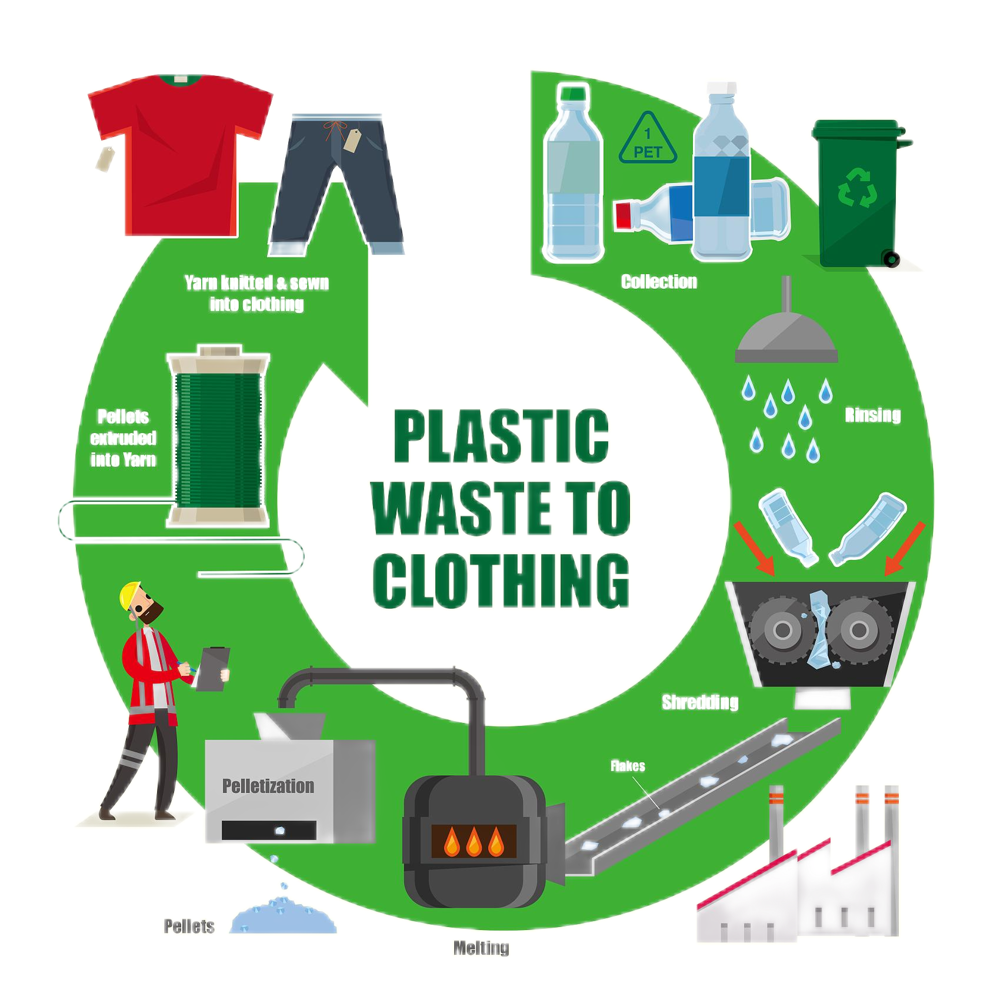 1
PET
Collection
Rinsing
Shredding
Flakes
Melting
Pelletization
Pellets
Pellets
extruded
into Yarn
Yarn knitted & sewn
into clothing
PLASTIC
WASTE TO
CLOTHING